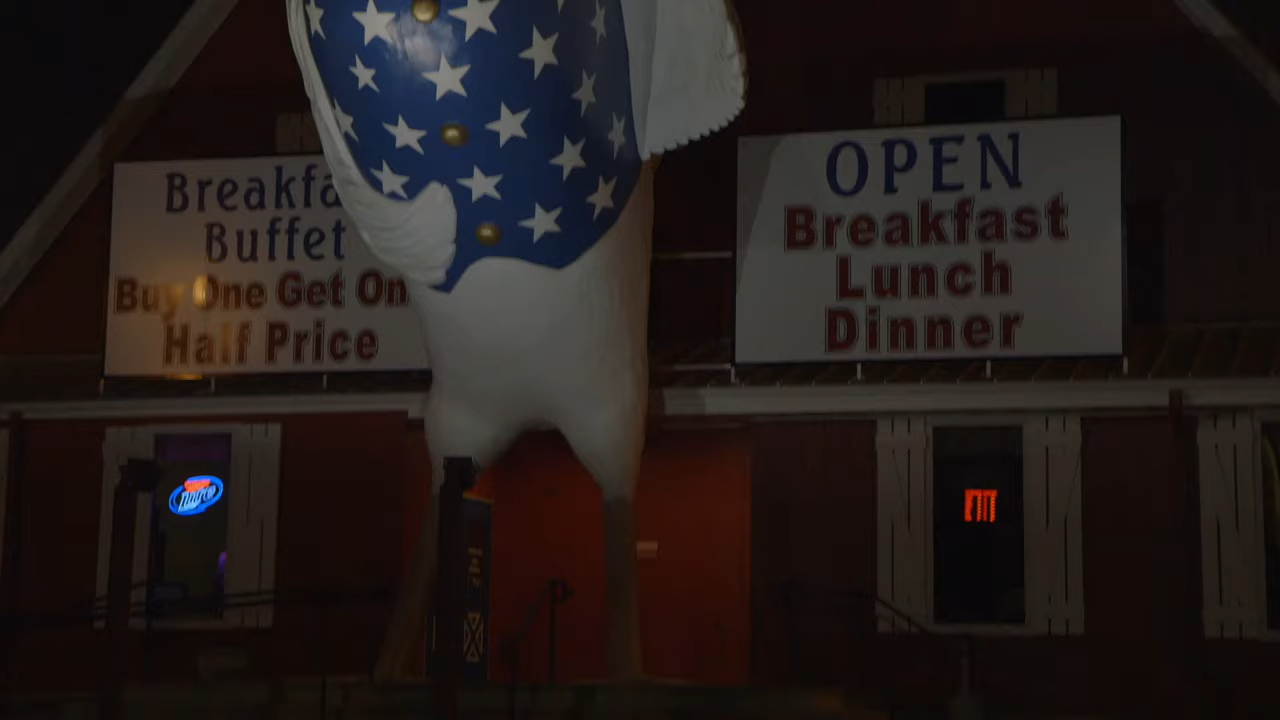 Breakfa
Buffet
Buy One Get On
Half Price
OPEN
Breakfast
Lunch
Dinner